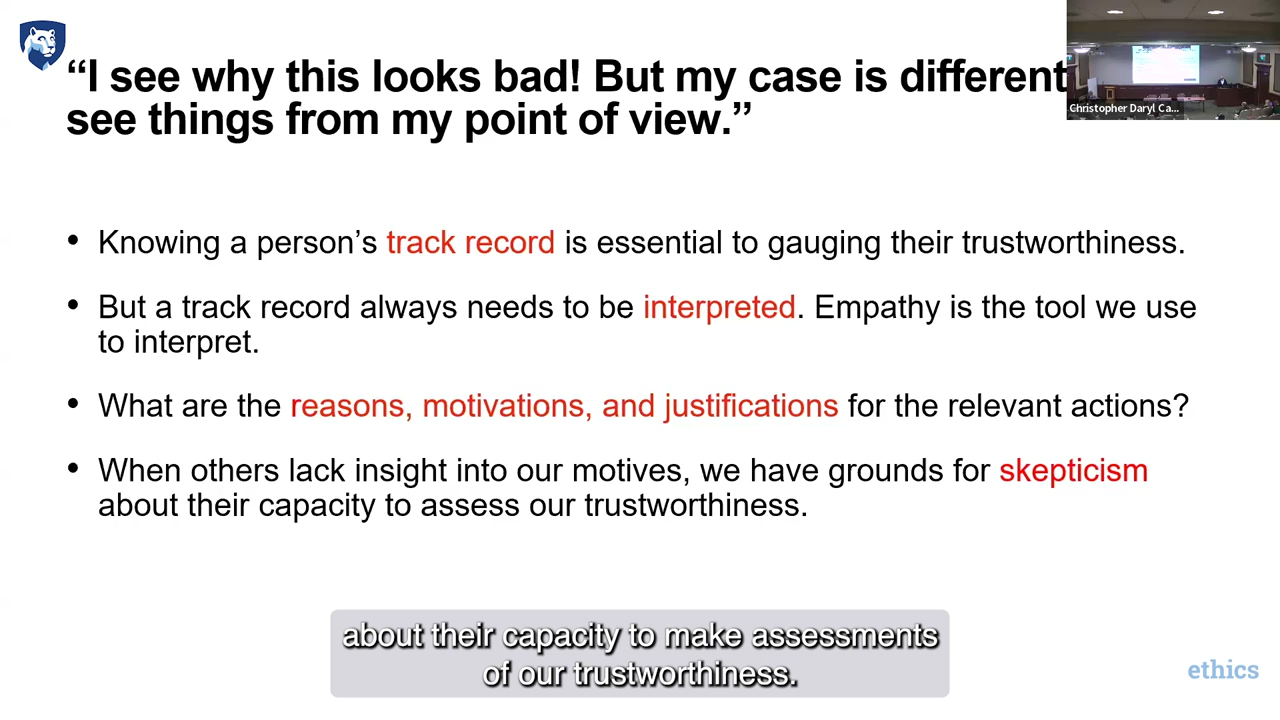 “I see why this looks bad! But my case is different
see things from my point of view.”
Christopher Daryl Ca...
• Knowing a person’s track record is essential to gauging their trustworthiness.
• But a track record always needs to be interpreted. Empathy is the tool we use
to interpret.
• What are the reasons, motivations, and justifications for the relevant actions?
• When others lack insight into our motives, we have grounds for skepticism
about their capacity to assess our trustworthiness.
about their capacity to make assessments
of our trustworthiness.
ethics